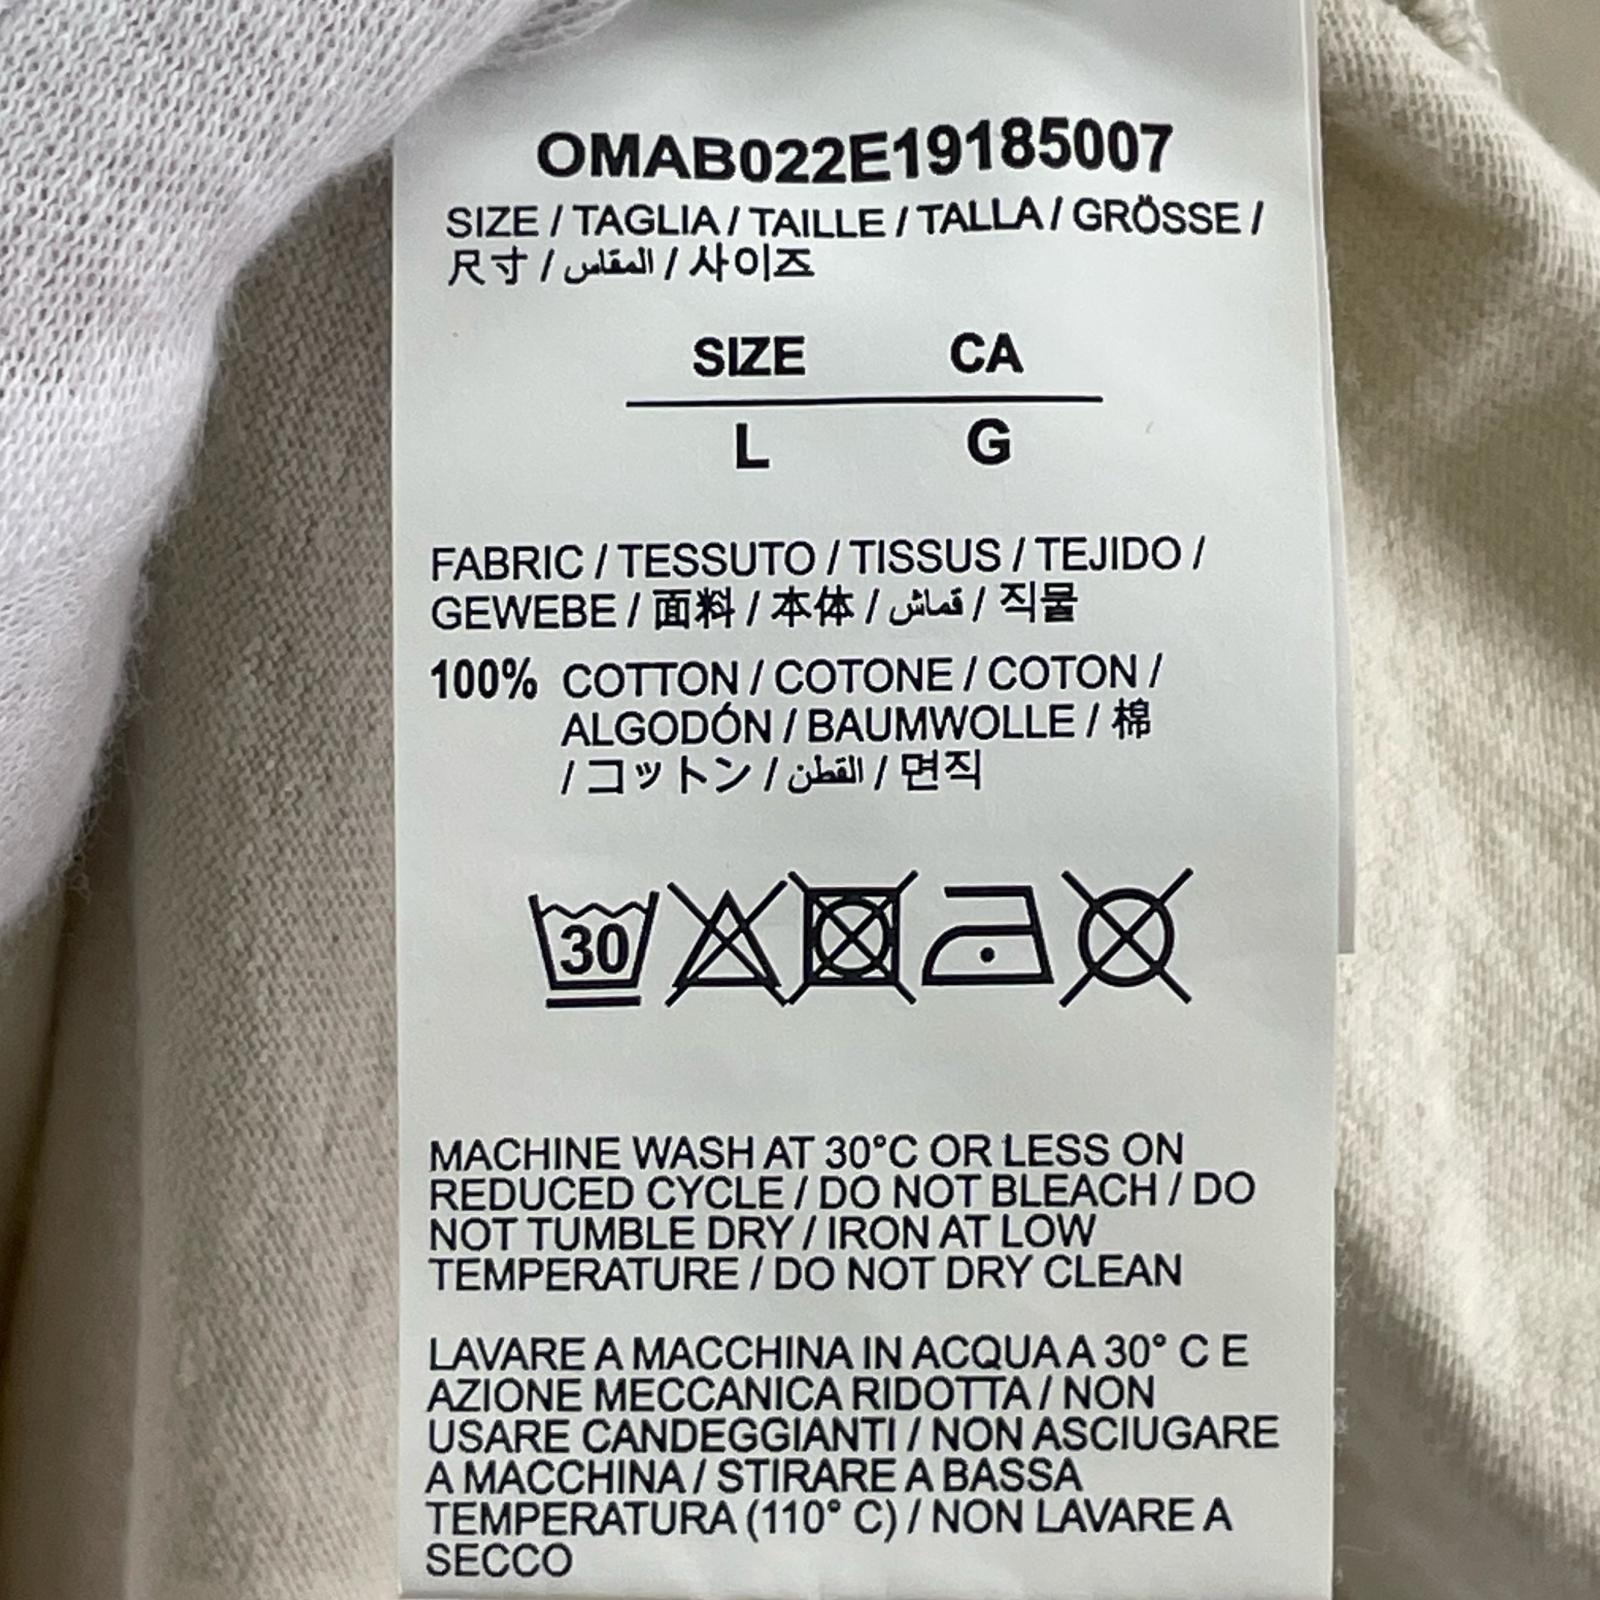 OMAB022E19185007
SIZE / TAGLIA / TAILLE / TALLA / GRÖSSE /
尺寸 / المقاس / 사이즈
SIZE CA
L G
FABRIC / TESSUTO / TISSUS / TEJIDO /
GEWEBE / 面料 / 本体 / قماش / 직물
100% COTTON / COTONE / COTON /
ALGODÓN / BAUMWOLLE / 棉
/ コットン / القطن / 면직
30
MACHINE WASH AT 30°C OR LESS ON
REDUCED CYCLE / DO NOT BLEACH / DO
NOT TUMBLE DRY / IRON AT LOW
TEMPERATURE / DO NOT DRY CLEAN
LAVARE A MACCHINA IN ACQUA A 30° C E
AZIONE MECCANICA RIDOTTA / NON
USARE CANDEGGIANTI / NON ASCIUGARE
A MACCHINA / STIRARE A BASSA
TEMPERATURA (110° C) / NON LAVARE A
SECCO